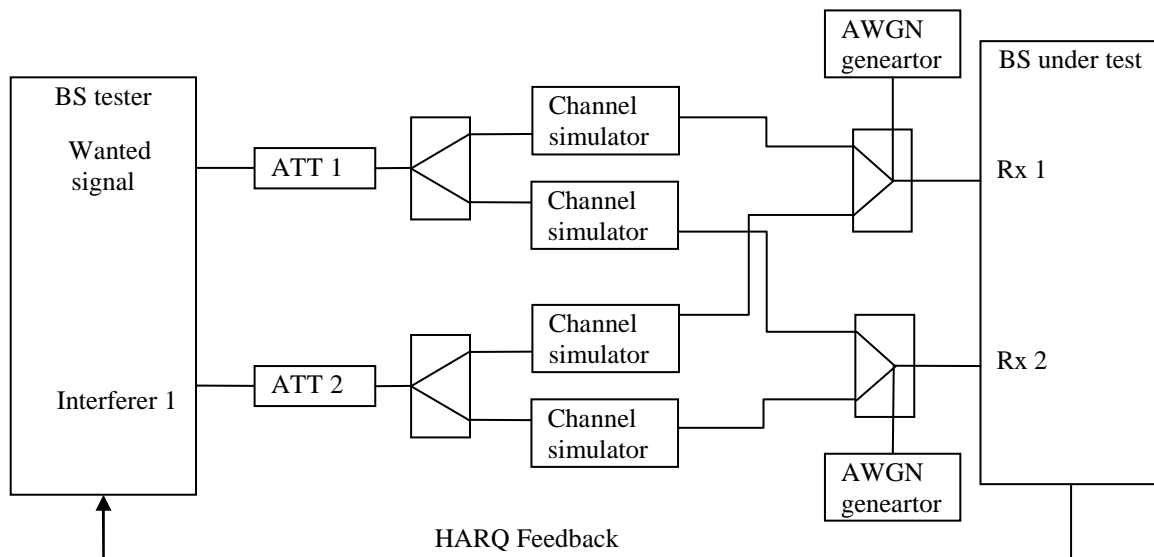 AWGN
geneartor
BS under test
BS tester
Wanted
signal
ATT 1
Channel
simulator
Channel
simulator
Rx 1
Interferer 1
ATT 2
Channel
simulator
Channel
simulator
Rx 2
AWGN
geneartor
HARQ Feedback